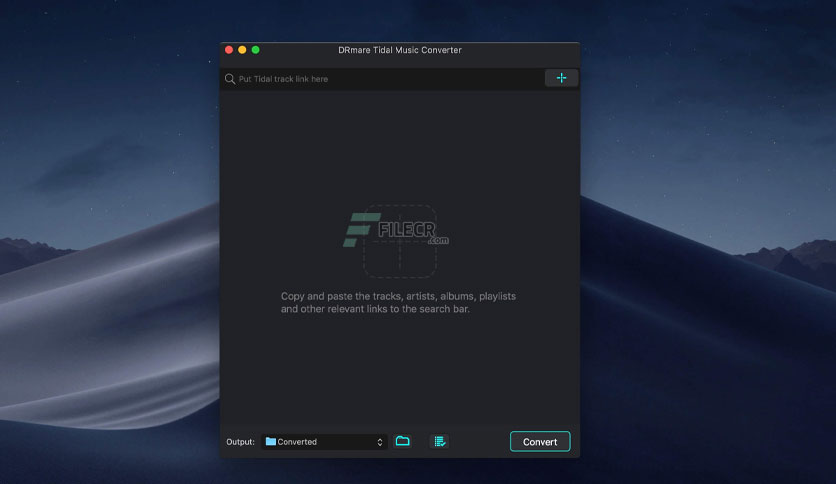 DRmare Tidal Music Converter
Put Tidal track link here
FILECR
.com
Copy and paste the tracks, artists, albums, playlists
and other relevant links to the search bar.
Output: Converted Convert